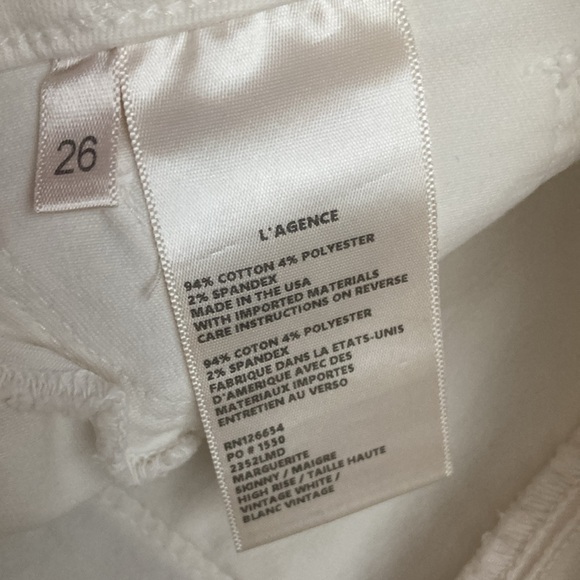 26
L'AGENCE
94% COTTON 4% POLYESTER
2% SPANDEX
MADE IN THE USA
WITH IMPORTED MATERIALS
CARE INSTRUCTIONS ON REVERSE
94% COTON 4% POLYESTER
2% SPANDEX
FABRIQUE DANS LA ETATS-UNIS
D'AMERIQUE AVEC DES
MATERIAUX IMPORTES
ENTRETIEN AU VERSO
RN126654
PO # 1550
2352LMD
MARGUERITE
SKINNY / MAIGRE
HIGH RISE / TAILLE HAUTE
VINTAGE WHITE /
BLANC VINTAGE